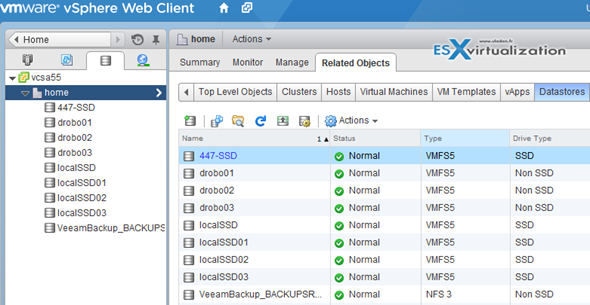 vmware® vSphere Web Client
Home
home Actions
www.vladan.fr
ESX virtualization
Summary Monitor Manage Related Objects
vcsa55
home
447-SSD
drobo01
drobo02
drobo03
localSSD
localSSD01
localSSD02
localSSD03
VeeamBackup_BACKUPS
Top Level Objects Clusters Hosts Virtual Machines VM Templates vApps Datastores
Actions
Name 1 Status Type Drive Type
447-SSD Normal VMFS5 SSD
drobo01 Normal VMFS5 Non SSD
drobo02 Normal VMFS5 Non SSD
drobo03 Normal VMFS5 Non SSD
localSSD Normal VMFS5 SSD
localSSD01 Normal VMFS5 SSD
localSSD02 Normal VMFS5 SSD
localSSD03 Normal VMFS5 SSD
VeeamBackup_BACKUPSR... Normal NFS 3 Non SSD